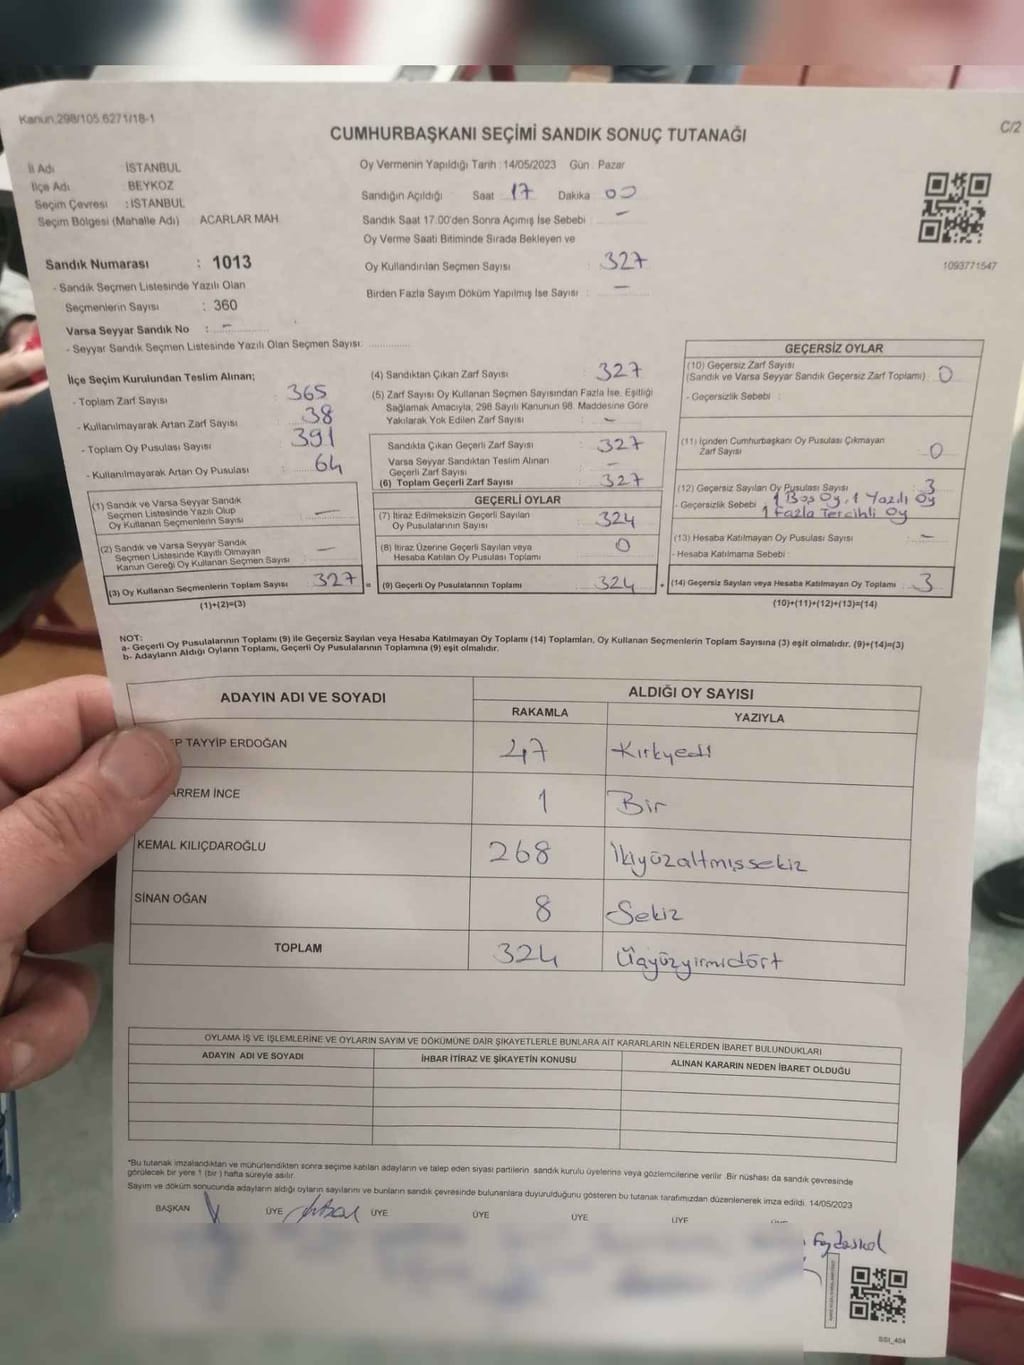 Kanun,298/105.6271/18-1
C/2
CUMHURBAŞKANI SEÇİMİ SANDIK SONUÇ TUTANAĞI
İl Adı : İSTANBUL
İlçe Adı : BEYKOZ
Seçim Çevresi : İSTANBUL
Seçim Bölgesi (Mahalle Adı) ACARLAR MAH
Sandık Numarası : 1013
- Sandık Seçmen Listesinde Yazılı Olan
Seçmenlerin Sayısı : 360
Varsa Seyyar Sandık No : -
- Seyyar Sandık Seçmen Listesinde Yazılı Olan Seçmen Sayısı
Oy Vermenin Yapıldığı Tarih : 14/05/2023 Gün : Pazar
Sandığın Açıldığı Saat 17 Dakika 00
Sandık Saat 17.00'den Sonra Açımış İse Sebebi : -
Oy Verme Saati Bitiminde Sırada Bekleyen ve
Oy Kullandırılan Seçmen Sayısı : 327
Birden Fazla Sayım Döküm Yapılmış İse Sayısı : -
1093771547
İlçe Seçim Kurulundan Teslim Alınan;
- Toplam Zarf Sayısı : 365
- Kullanılmayarak Artan Zarf Sayısı : 38
- Toplam Oy Pusulası Sayısı : 391
- Kullanılmayarak Artan Oy Pusulası : 64
(1) Sandık ve Varsa Seyyar Sandık
Seçmen Listesinde Yazılı Olup
Oy Kullanan Seçmenlerin Sayısı : -
(2) Sandık ve Varsa Seyyar Sandık
Seçmen Listesinde Kayıtlı Olmayan
Kanun Gereği Oy Kullanan Seçmen Sayısı : -
(3) Oy Kullanan Seçmenlerin Toplam Sayısı : 327 =
(1)+(2)=(3)
(4) Sandıktan Çıkan Zarf Sayısı : 327
(5) Zarf Sayısı Oy Kullanan Seçmen Sayısından Fazla İse, Eşitliği
Sağlamak Amacıyla, 298 Sayılı Kanunun 98. Maddesine Göre
Yakılarak Yok Edilen Zarf Sayısı : -
Sandıkta Çıkan Geçerli Zarf Sayısı : 327
Varsa Seyyar Sandıktan Teslim Alınan
Geçerli Zarf Sayısı : -
(6) Toplam Geçerli Zarf Sayısı : 327
GEÇERLİ OYLAR
(7) İtiraz Edilmeksizin Geçerli Sayılan
Oy Pusulalarının Sayısı : 324
(8) İtiraz Üzerine Geçerli Sayılan veya
Hesaba Katılan Oy Pusulası Toplamı : 0
(9) Geçerli Oy Pusulalarının Toplamı : 324 +
GEÇERSİZ OYLAR
(10) Geçersiz Zarf Sayısı
(Sandık ve Varsa Seyyar Sandık Geçersiz Zarf Toplamı) : 0
- Geçersizlik Sebebi :
(11) İçinden Cumhurbaşkanı Oy Pusulası Çıkmayan
Zarf Sayısı : 0
(12) Geçersiz Sayılan Oy Pusulası Sayısı : 3
- Geçersizlik Sebebi : 1 Boş Oy, 1 Yazılı Oy
1 Fazla Tercihli Oy
(13) Hesaba Katılmayan Oy Pusulası Sayısı : -
- Hesaba Katılmama Sebebi :
(14) Geçersiz Sayılan veya Hesaba Katılmayan Oy Toplamı : 3
(10)+(11)+(12)+(13)=(14)
NOT:
a- Geçerli Oy Pusulalarının Toplamı (9) ile Geçersiz Sayılan veya Hesaba Katılmayan Oy Toplamı (14) Toplamları, Oy Kullanan Seçmenlerin Toplam Sayısına (3) eşit olmalıdır. (9)+(14)=(3)
b- Adayların Aldığı Oyların Toplamı, Geçerli Oy Pusulalarının Toplamına (9) eşit olmalıdır.
ADAYIN ADI VE SOYADI ALDIĞI OY SAYISI
RAKAMLA YAZIYLA
P TAYYİP ERDOĞAN 47 Kırkyedi
ARREM İNCE 1 Bir
KEMAL KILIÇDAROĞLU 268 İkiyüzaltmışsekiz
SİNAN OĞAN 8 Sekiz
TOPLAM 324 Üçyüzyirmidört
OYLAMA İŞ VE İŞLEMLERİNE VE OYLARIN SAYIM VE DÖKÜMÜNE DAİR ŞİKAYETLERLE BUNLARA AİT KARARLARIN NELERDEN İBARET BULUNDUKLARI
ADAYIN ADI VE SOYADI İHBAR İTİRAZ VE ŞİKAYETİN KONUSU ALINAN KARARIN NEDEN İBARET OLDUĞU
*Bu tutanak imzalandıktan ve mühürlendikten sonra seçime katılan adayların ve talep eden siyasi partilerin sandık kurulu üyelerine veya gözlemcilerine verilir. Bir nüshası da sandık çevresinde
görülecek bir yere 1 (bir) hafta süreyle asılır.
Sayım ve döküm sonucunda adayların aldığı oyların sayılarını ve bunların sandık çevresinde bulunanlara duyurulduğunu gösteren bu tutanak tarafımızdan düzenlenerek imza edildi. 14/05/2023
BAŞKAN ÜYE ÜYE ÜYE ÜYE ÜYE
SSI_404